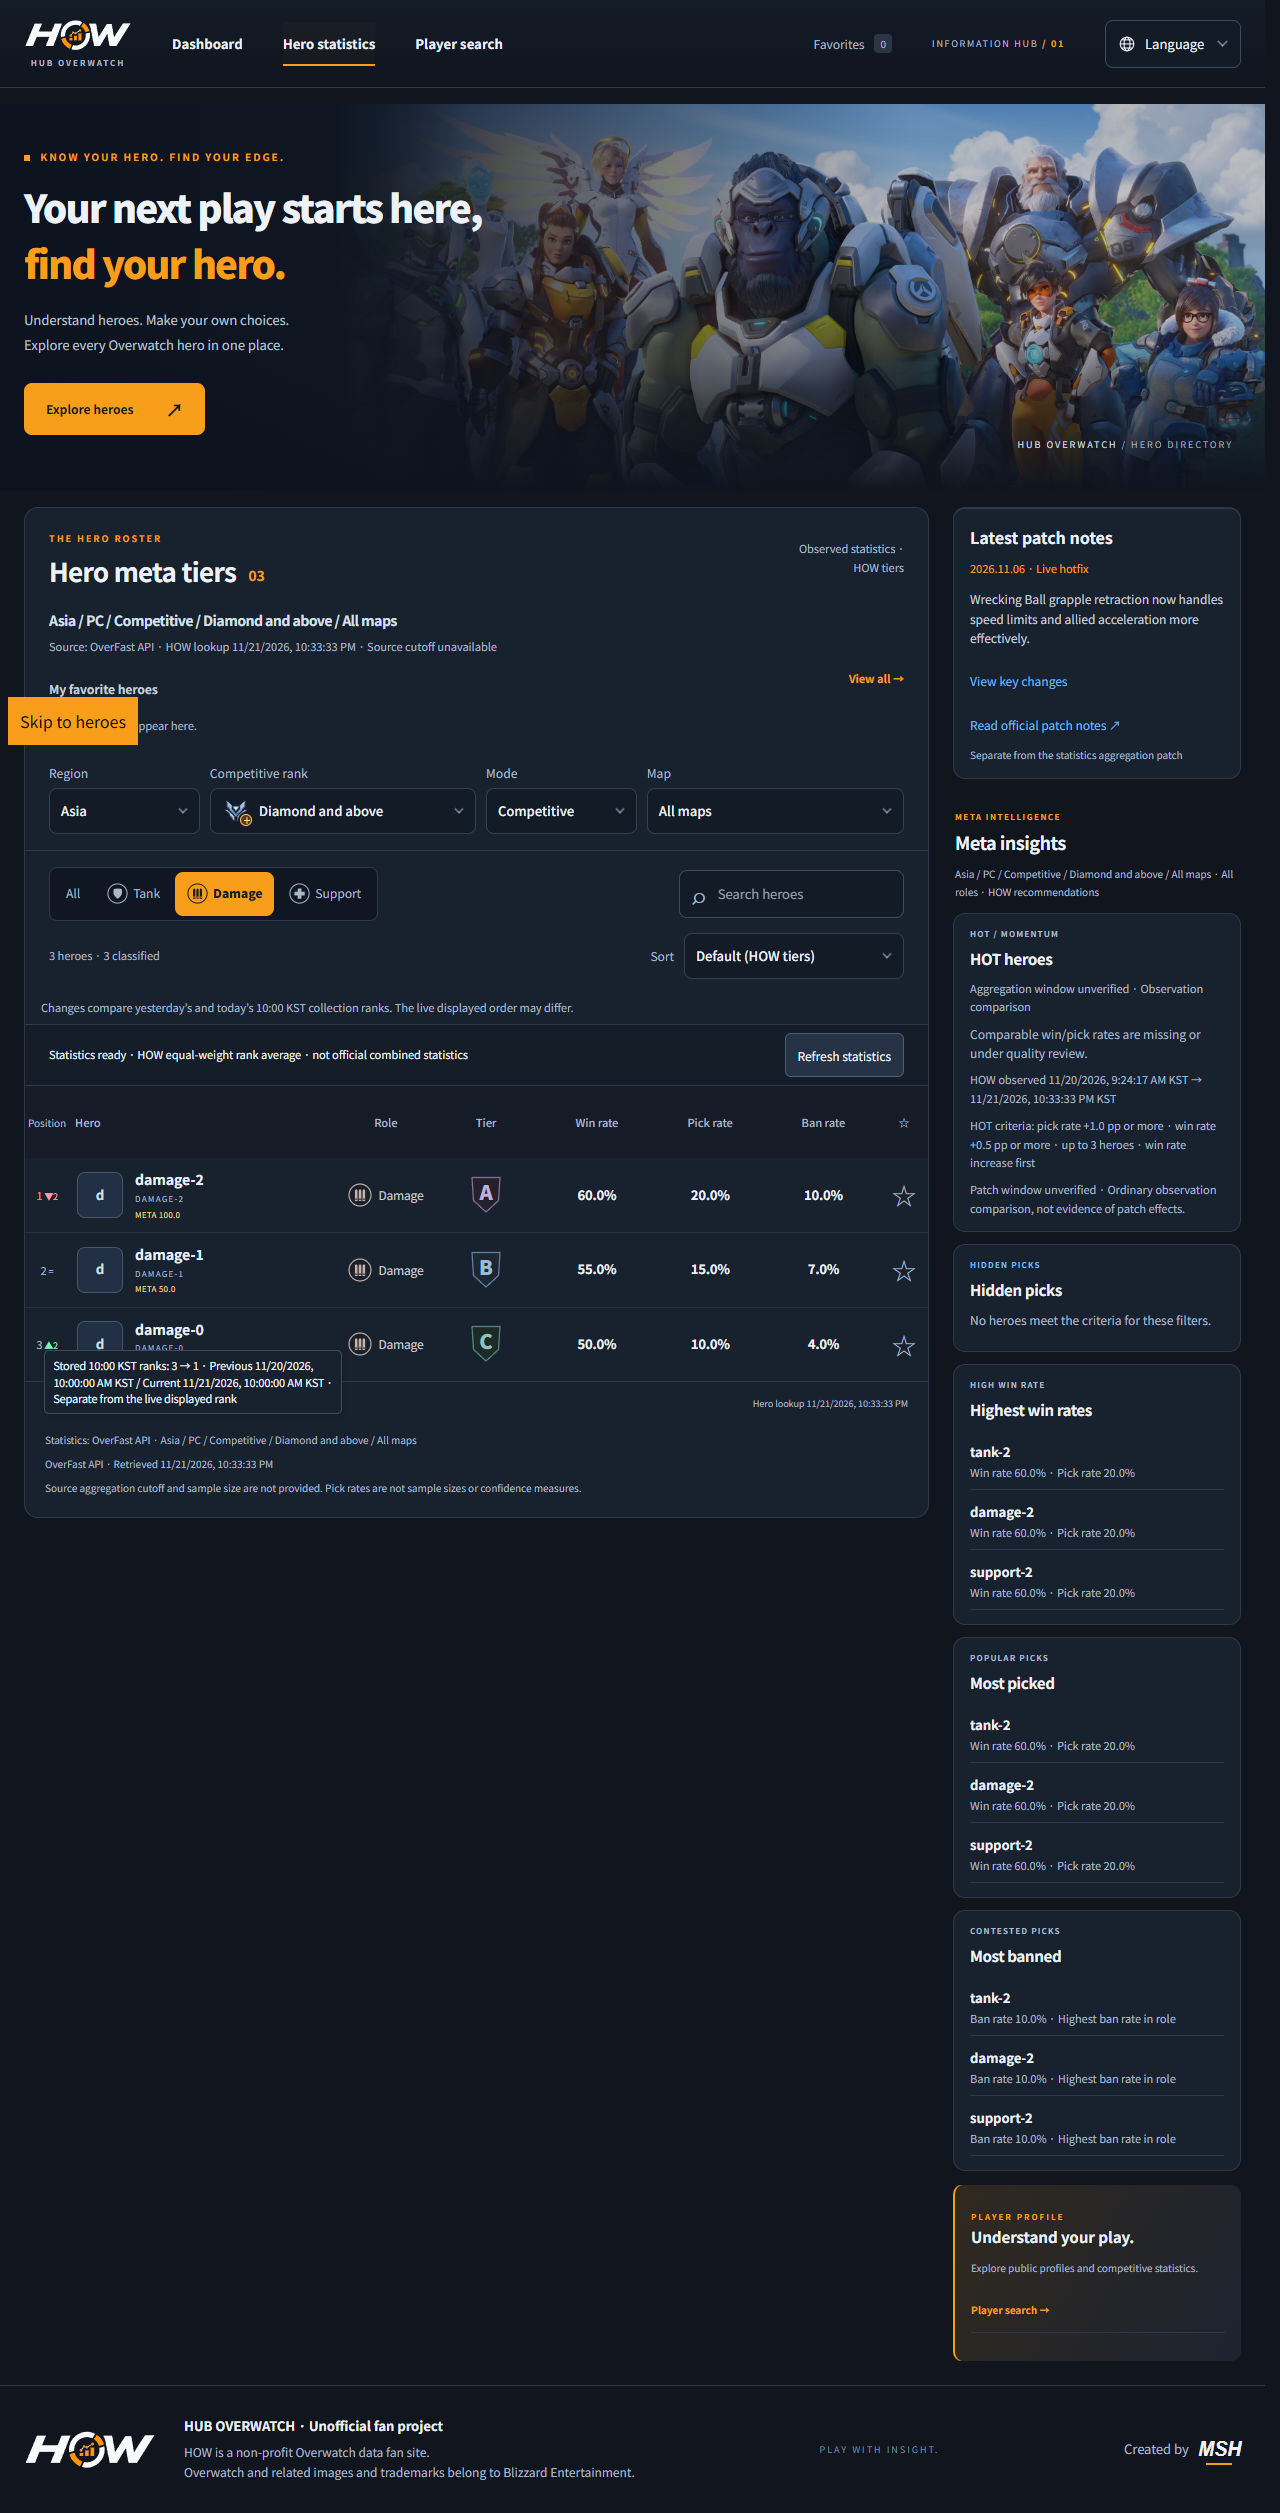 HOW
HUB OVERWATCH
Dashboard
Hero statistics
Player search
Favorites 0
INFORMATION HUB / 01
Language
KNOW YOUR HERO. FIND YOUR EDGE.
Your next play starts here,
find your hero.
Understand heroes. Make your own choices.
Explore every Overwatch hero in one place.
Explore heroes ↗
08
HUB OVERWATCH / HERO DIRECTORY
THE HERO ROSTER
Hero meta tiers 03
Observed statistics ·
HOW tiers
Asia / PC / Competitive / Diamond and above / All maps
Source: OverFast API · HOW lookup 11/21/2026, 10:33:33 PM · Source cutoff unavailable
My favorite heroes
View all →
Skip to heroes
ppear here.
Region
Competitive rank
Mode
Map
Asia
Diamond and above
Competitive
All maps
All
Tank
Damage
Support
Search heroes
3 heroes · 3 classified
Sort
Default (HOW tiers)
Changes compare yesterday's and today's 10:00 KST collection ranks. The live displayed order may differ.
Statistics ready · HOW equal-weight rank average · not official combined statistics
Refresh statistics
Position Hero Role Tier Win rate Pick rate Ban rate ☆
1 ▼2 d damage-2 Damage A 60.0% 20.0% 10.0% ☆
DAMAGE-2
META 100.0
2 = d damage-1 Damage B 55.0% 15.0% 7.0% ☆
DAMAGE-1
META 50.0
3 ▲2 d damage-0 Damage C 50.0% 10.0% 4.0% ☆
DAMAGE-0
Stored 10:00 KST ranks: 3 → 1 · Previous 11/20/2026,
10:00:00 AM KST / Current 11/21/2026, 10:00:00 AM KST ·
Separate from the live displayed rank
Hero lookup 11/21/2026, 10:33:33 PM
Statistics: OverFast API · Asia / PC / Competitive / Diamond and above / All maps
OverFast API · Retrieved 11/21/2026, 10:33:33 PM
Source aggregation cutoff and sample size are not provided. Pick rates are not sample sizes or confidence measures.
Latest patch notes
2026.11.06 · Live hotfix
Wrecking Ball grapple retraction now handles
speed limits and allied acceleration more
effectively.
View key changes
Read official patch notes ↗
Separate from the statistics aggregation patch
META INTELLIGENCE
Meta insights
Asia / PC / Competitive / Diamond and above / All maps · All
roles · HOW recommendations
HOT / MOMENTUM
HOT heroes
Aggregation window unverified · Observation
comparison
Comparable win/pick rates are missing or
under quality review.
HOW observed 11/20/2026, 9:24:17 AM KST →
11/21/2026, 10:33:33 PM KST
HOT criteria: pick rate +1.0 pp or more · win rate
+0.5 pp or more · up to 3 heroes · win rate
increase first
Patch window unverified · Ordinary observation
comparison, not evidence of patch effects.
HIDDEN PICKS
Hidden picks
No heroes meet the criteria for these filters.
HIGH WIN RATE
Highest win rates
tank-2
Win rate 60.0% · Pick rate 20.0%
damage-2
Win rate 60.0% · Pick rate 20.0%
support-2
Win rate 60.0% · Pick rate 20.0%
POPULAR PICKS
Most picked
tank-2
Win rate 60.0% · Pick rate 20.0%
damage-2
Win rate 60.0% · Pick rate 20.0%
support-2
Win rate 60.0% · Pick rate 20.0%
CONTESTED PICKS
Most banned
tank-2
Ban rate 10.0% · Highest ban rate in role
damage-2
Ban rate 10.0% · Highest ban rate in role
support-2
Ban rate 10.0% · Highest ban rate in role
PLAYER PROFILE
Understand your play.
Explore public profiles and competitive statistics.
Player search →
HOW
HUB OVERWATCH · Unofficial fan project
HOW is a non-profit Overwatch data fan site.
Overwatch and related images and trademarks belong to Blizzard Entertainment.
PLAY WITH INSIGHT.
Created by MSH